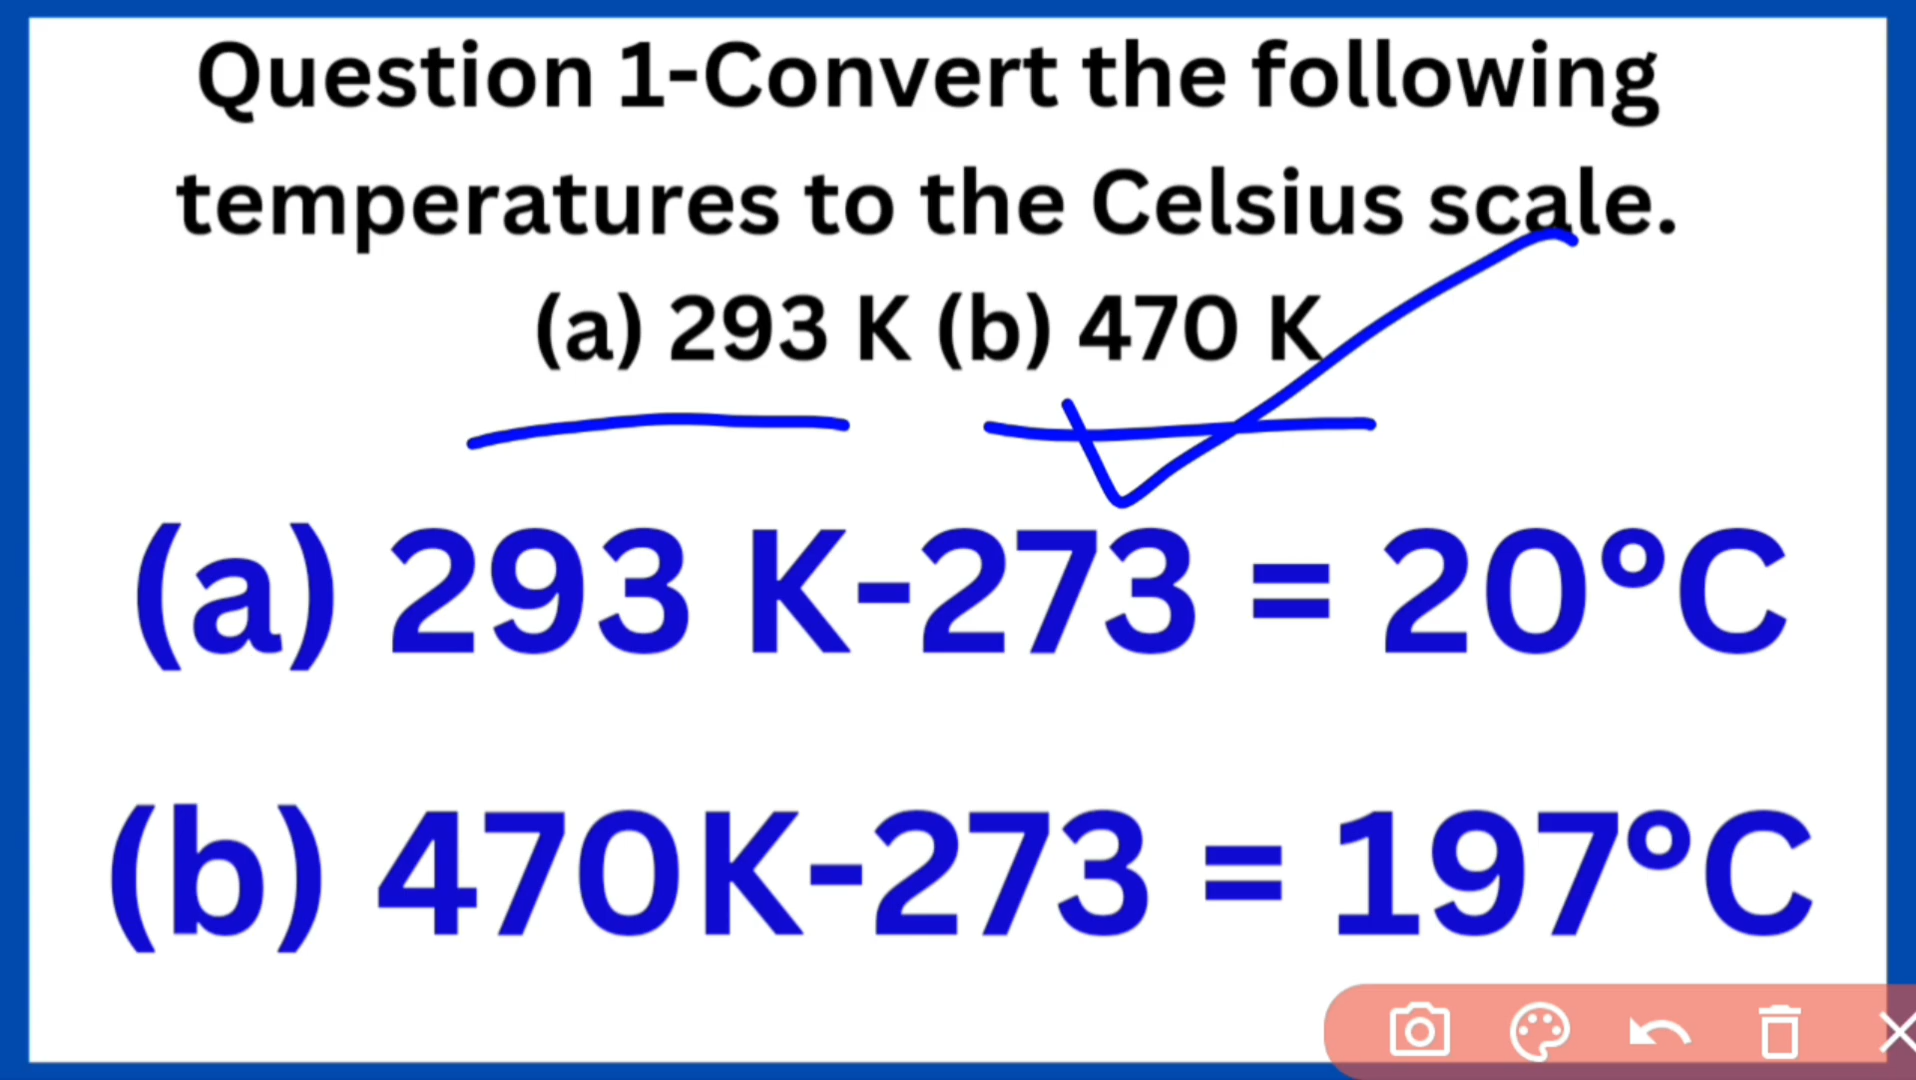 Question 1-Convert the following
temperatures to the Celsius scale.
(a) 293 K (b) 470 K
(a) 293 K-273 = 20°C
(b) 470K-273 = 197°C